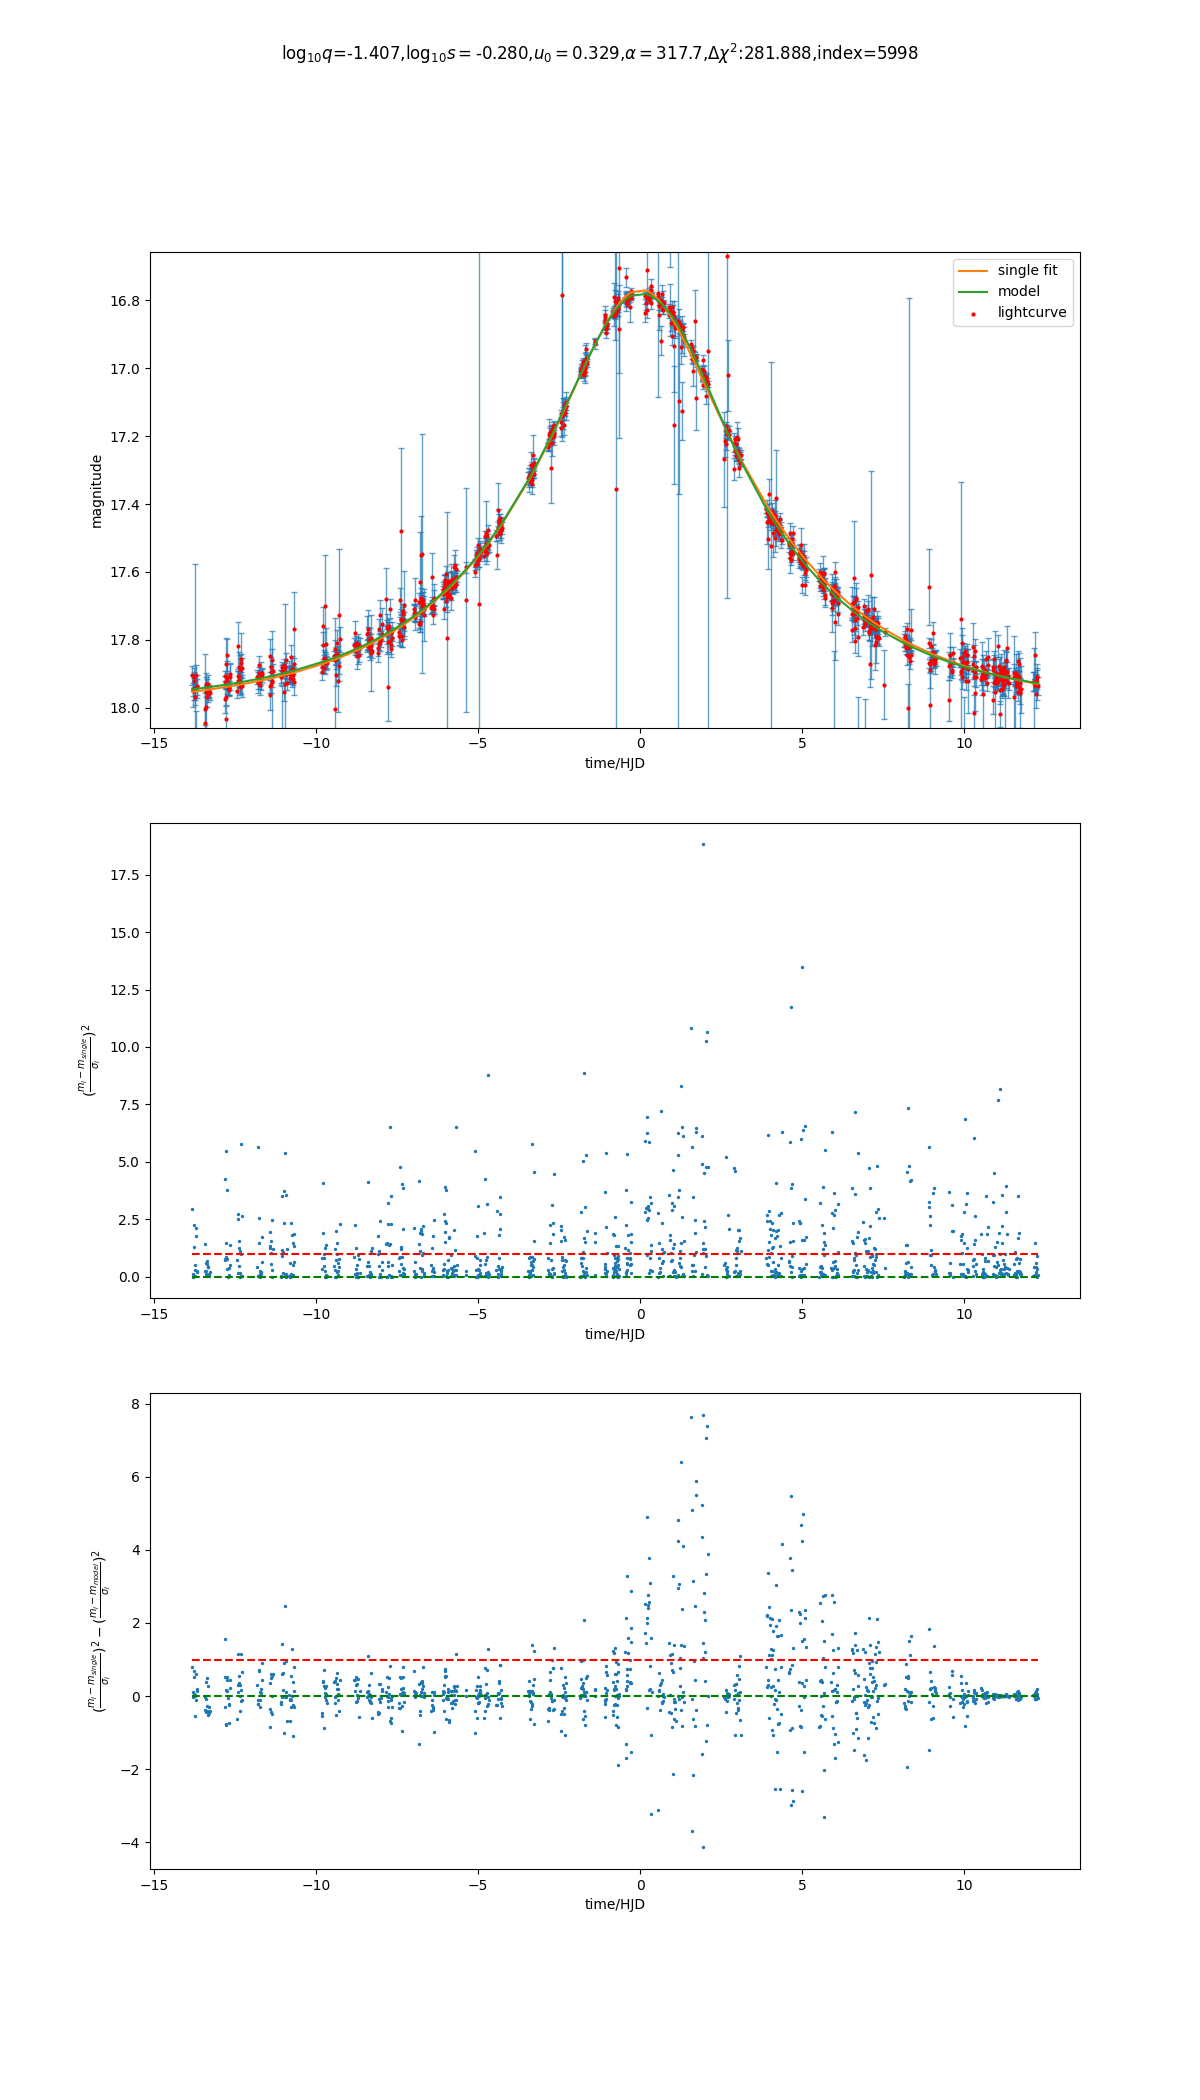 log₁₀q=-1.407,log₁₀s = -0.280,u₀ = 0.329,α = 317.7,Δχ²:281.888,index=5998
single fit
model
lightcurve
16.8
17.0
17.2
17.4
17.6
17.8
18.0
magnitude
−15 −10 −5 0 5 10
time/HJD
17.5
15.0
12.5
10.0
7.5
5.0
2.5
0.0
((mᵢ − m_single)/σᵢ)²
−15 −10 −5 0 5 10
time/HJD
8
6
4
2
0
−2
−4
((mᵢ − m_single)/σᵢ)² − ((mᵢ − m_model)/σᵢ)²
−15 −10 −5 0 5 10
time/HJD